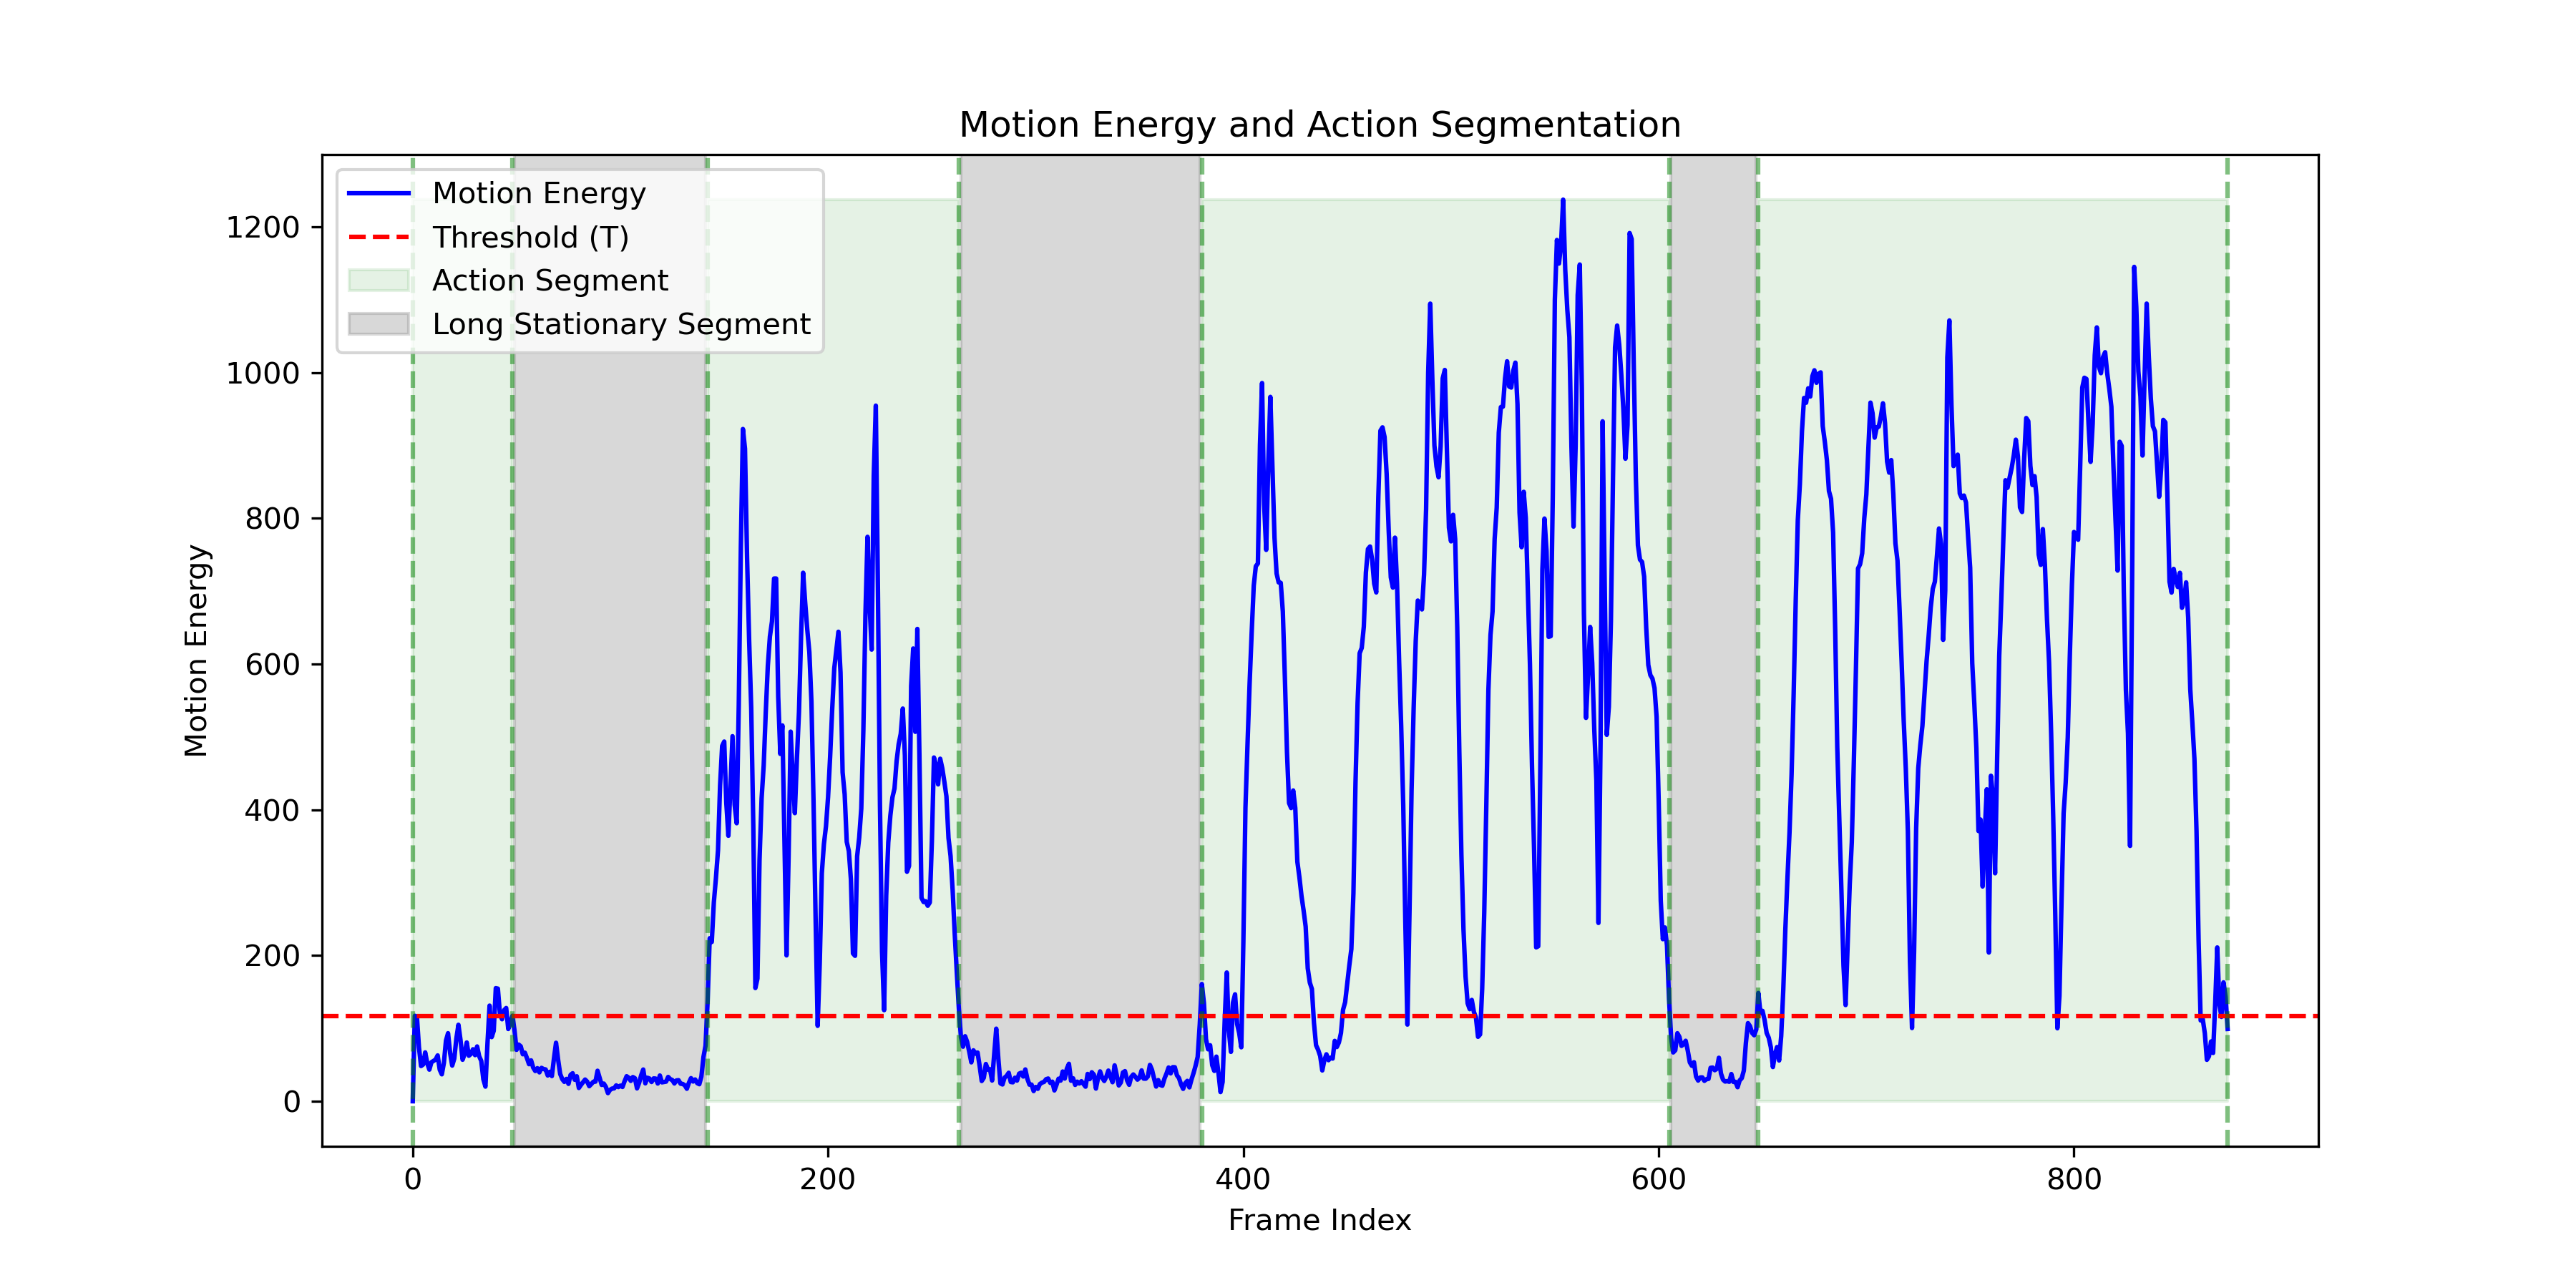 Motion Energy and Action Segmentation
Motion Energy
Threshold (T)
Action Segment
Long Stationary Segment
1200
1000
800
600
400
200
0
Motion Energy
0 200 400 600 800
Frame Index